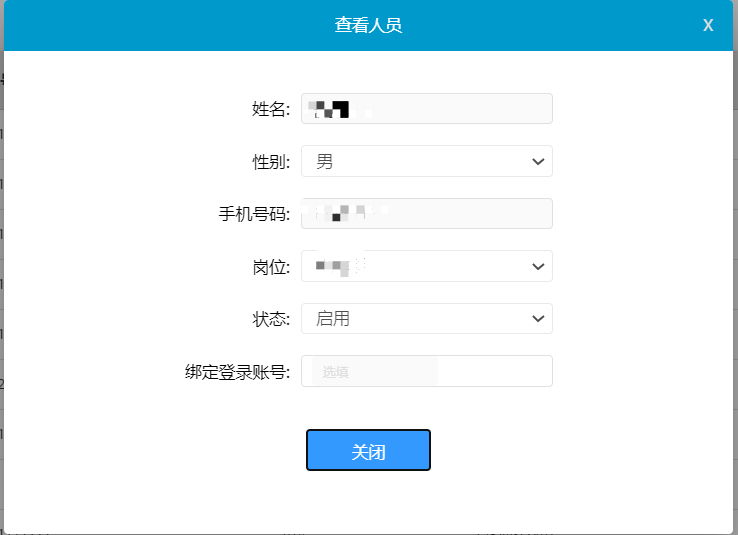 查看人员 X
姓名:
性别: 男
手机号码:
岗位:
状态: 启用
绑定登录账号: 选填
关闭